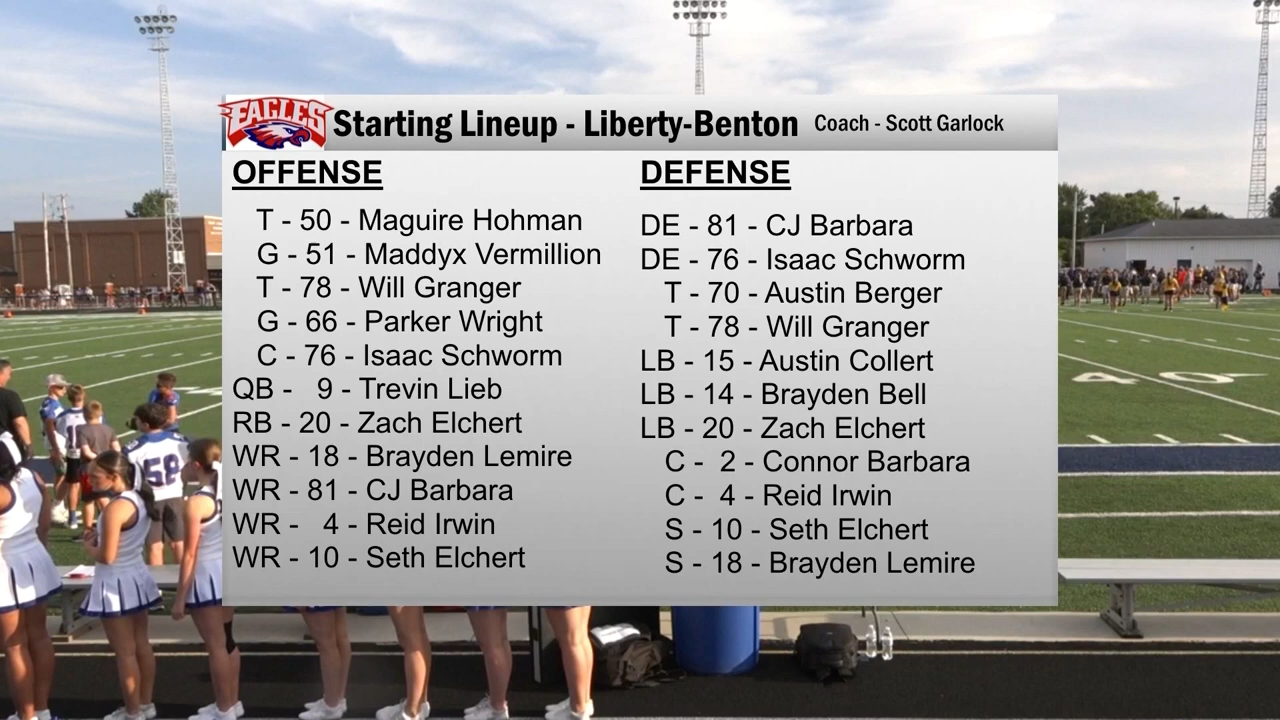 EAGLES
Starting Lineup - Liberty-Benton Coach - Scott Garlock
OFFENSE
T - 50 - Maguire Hohman
G - 51 - Maddyx Vermillion
T - 78 - Will Granger
G - 66 - Parker Wright
C - 76 - Isaac Schworm
QB - 9 - Trevin Lieb
RB - 20 - Zach Elchert
WR - 18 - Brayden Lemire
WR - 81 - CJ Barbara
WR - 4 - Reid Irwin
WR - 10 - Seth Elchert
DEFENSE
DE - 81 - CJ Barbara
DE - 76 - Isaac Schworm
T - 70 - Austin Berger
T - 78 - Will Granger
LB - 15 - Austin Collert
LB - 14 - Brayden Bell
LB - 20 - Zach Elchert
C - 2 - Connor Barbara
C - 4 - Reid Irwin
S - 10 - Seth Elchert
S - 18 - Brayden Lemire
58
40